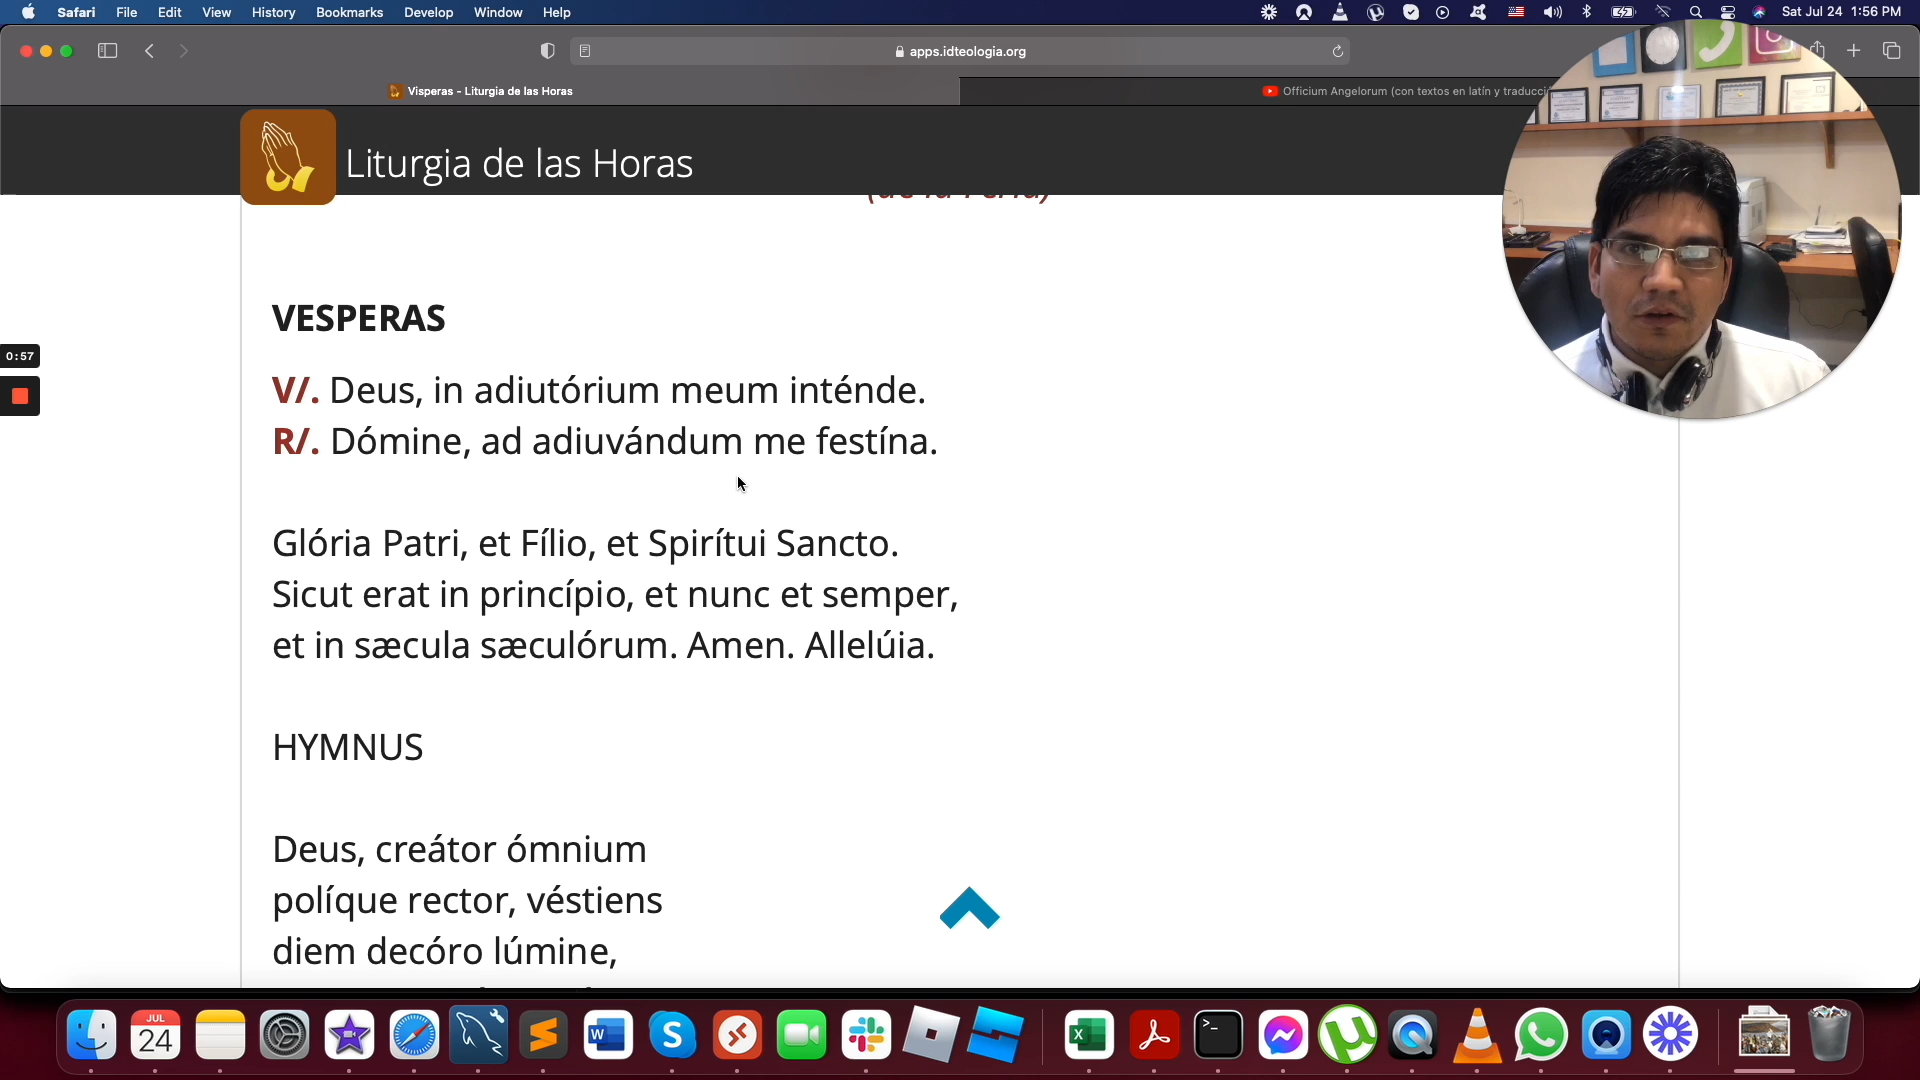 Safari File Edit View History Bookmarks Develop Window Help
Sat Jul 24 1:56 PM
apps.idteologia.org
Visperas - Liturgia de las Horas
Officium Angelorum (con textos en latín y traducci
Liturgia de las Horas
VESPERAS
0:57
V/. Deus, in adiutórium meum inténde.
R/. Dómine, ad adiuvándum me festína.
Glória Patri, et Fílio, et Spirítui Sancto.
Sicut erat in princípio, et nunc et semper,
et in sæcula sæculórum. Amen. Allelúia.
HYMNUS
Deus, creátor ómnium
políque rector, véstiens
diem decóro lúmine,
JUL
24